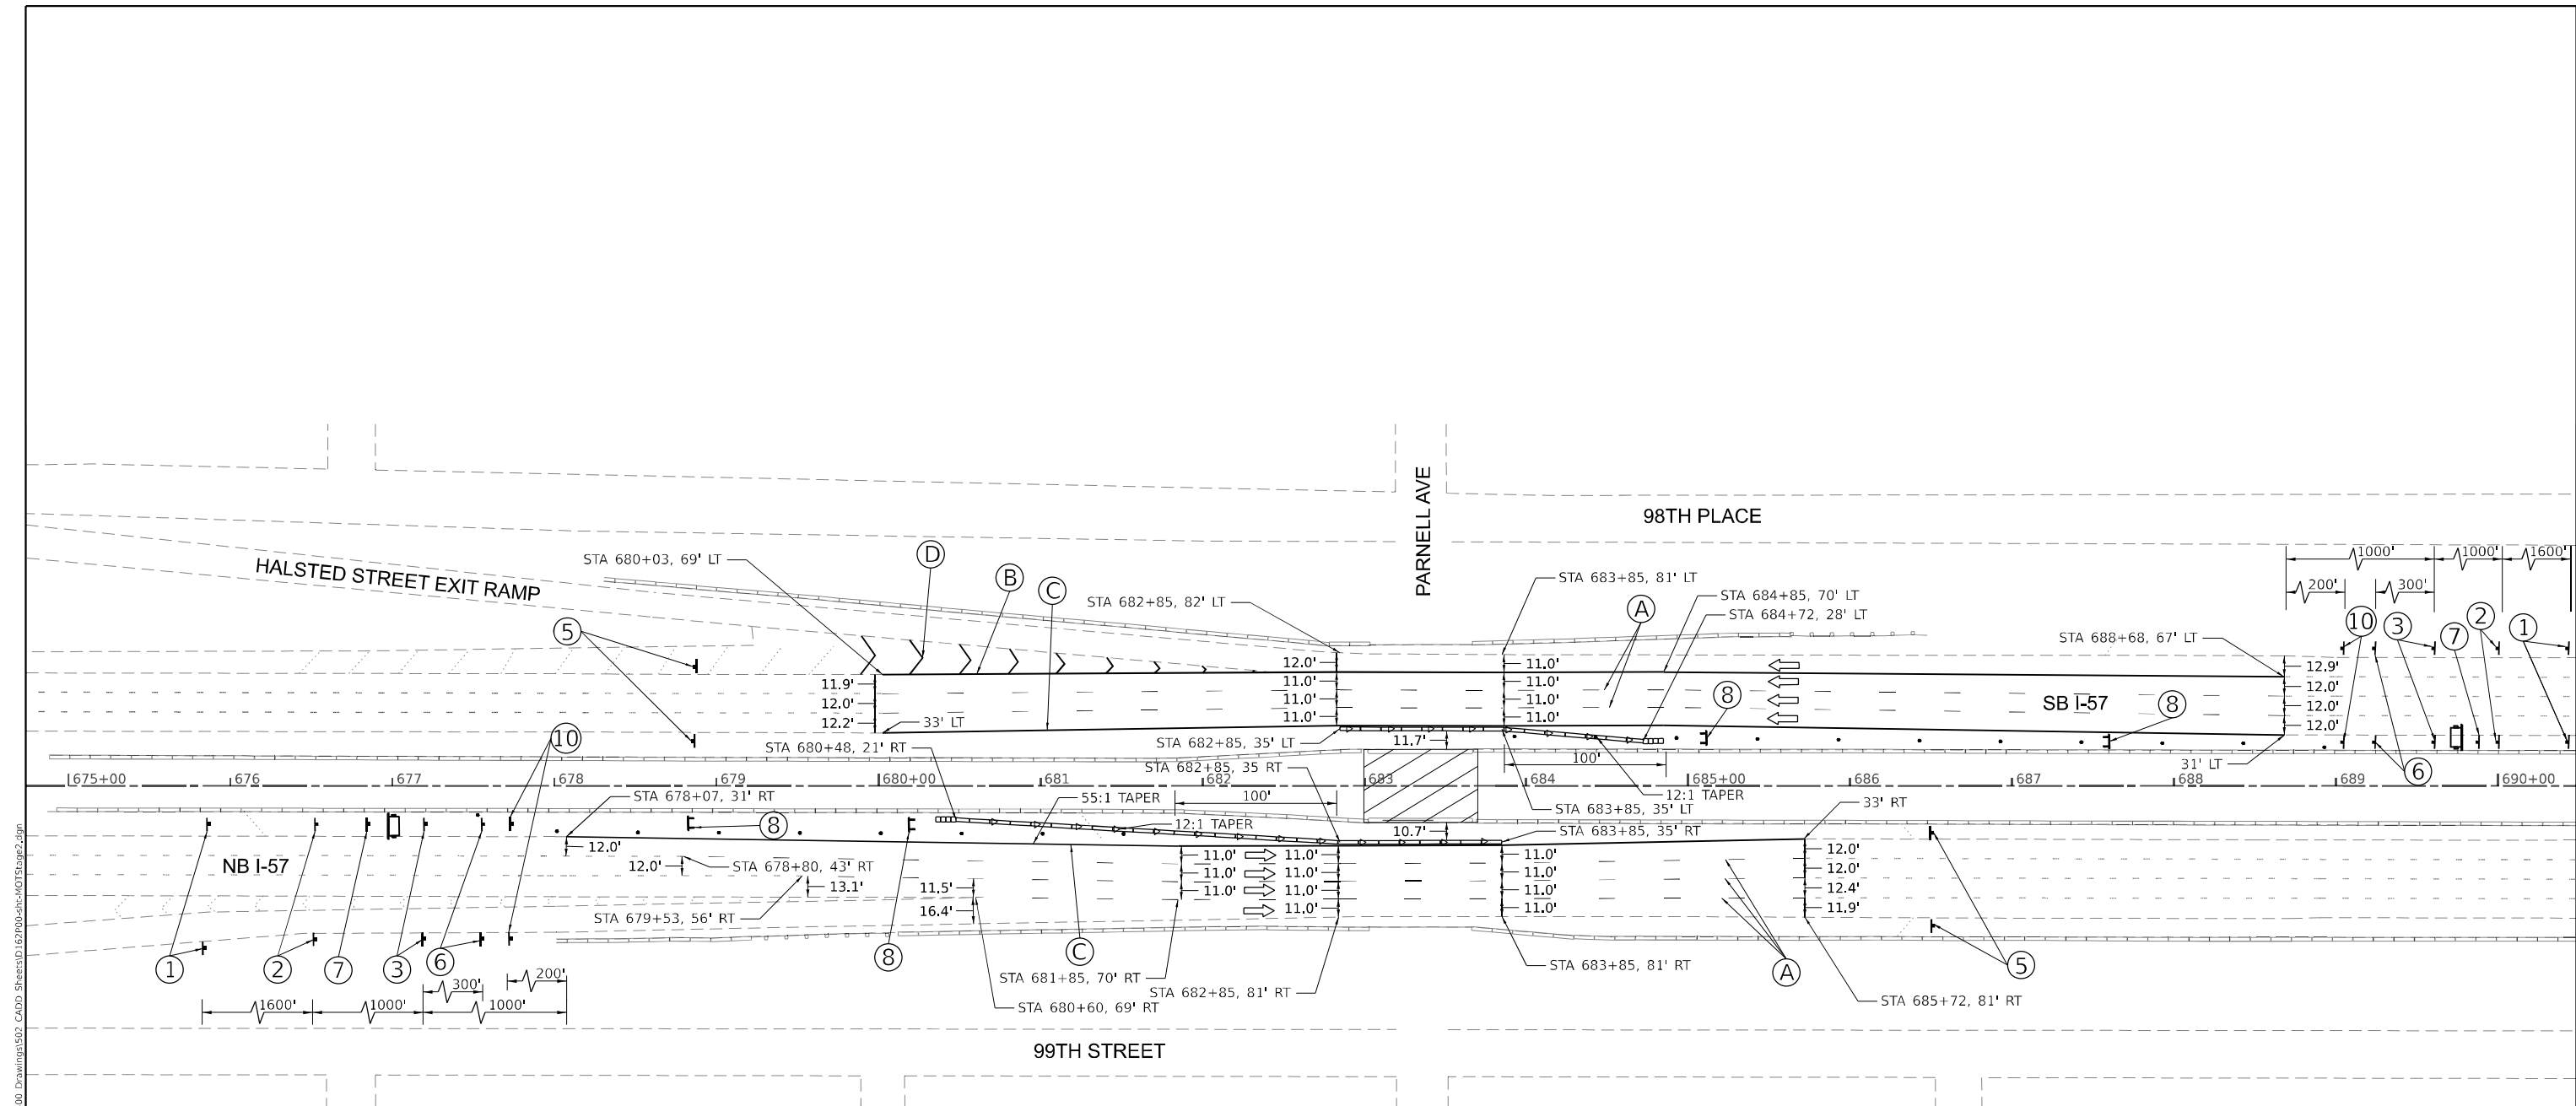 98TH PLACE
PARNELL AVE
HALSTED STREET EXIT RAMP
STA 680+03, 69' LT
D
B
C
5
STA 682+85, 82' LT
STA 683+85, 81' LT
A
STA 684+85, 70' LT
STA 684+72, 28' LT
1000'
1000'
1600'
200'
300'
10
3
7
2
1
STA 688+68, 67' LT
12.0'
11.0'
11.0'
11.0'
11.0'
11.0'
11.0'
11.0'
12.9'
12.0'
12.0'
12.0'
11.9'
12.0'
12.2'
33' LT
8
SB I-57
8
10
STA 680+48, 21' RT
STA 682+85, 35' LT
11.7'
STA 682+85, 35 RT
100'
31' LT
6
675+00
676
677
678
679
680+00
681
682
683
684
685+00
686
687
688
689
690+00
STA 678+07, 31' RT
55:1 TAPER
100'
12:1 TAPER
STA 683+85, 35' LT
33' RT
8
12:1 TAPER
10.7'
STA 683+85, 35' RT
NB I-57
12.0'
12.0'
STA 678+80, 43' RT
13.1'
STA 679+53, 56' RT
11.5'
16.4'
11.0'
11.0'
11.0'
11.0'
11.0'
11.0'
11.0'
11.0'
11.0'
11.0'
11.0'
12.0'
12.0'
12.4'
11.9'
1
2
7
3
6
8
C
STA 681+85, 70' RT
STA 682+85, 81' RT
STA 680+60, 69' RT
STA 683+85, 81' RT
A
5
STA 685+72, 81' RT
200'
300'
1600'
1000'
1000'
99TH STREET
00 Drawings\502_CADD_Sheets\D162P00-sht-MOTStage2.dgn